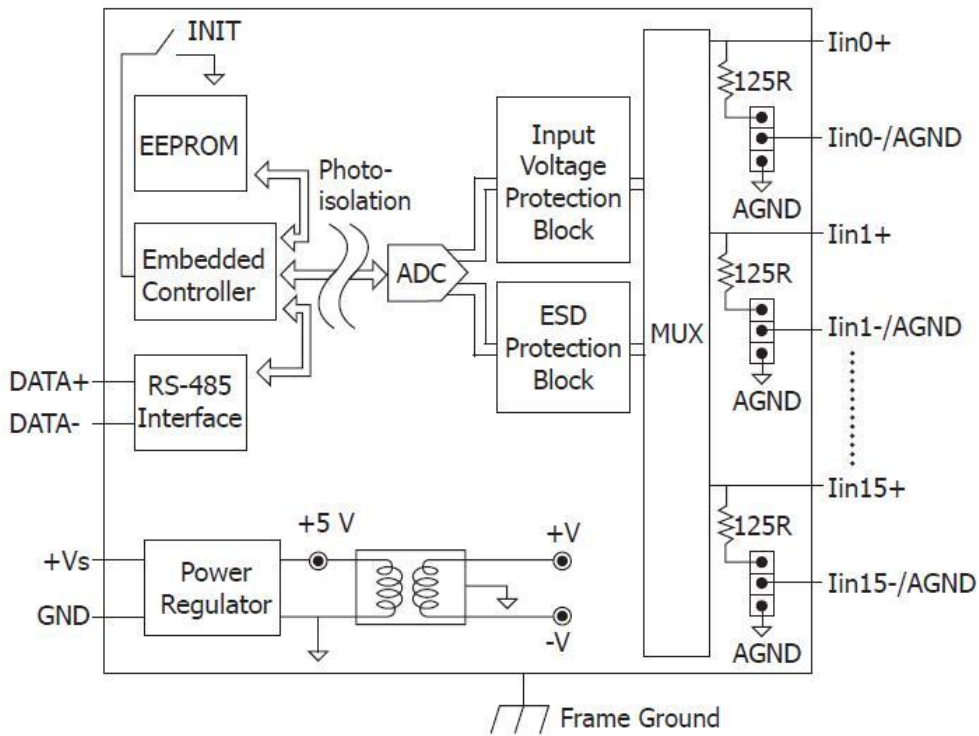 INIT
EEPROM
Photo-
isolation
Embedded
Controller
ADC
Input
Voltage
Protection
Block
ESD
Protection
Block
MUX
DATA+
DATA-
RS-485
Interface
Iin0+
125R
Iin0-/AGND
AGND
Iin1+
125R
Iin1-/AGND
AGND
Iin15+
125R
Iin15-/AGND
AGND
+Vs
GND
Power
Regulator
+5 V
+V
-V
Frame Ground